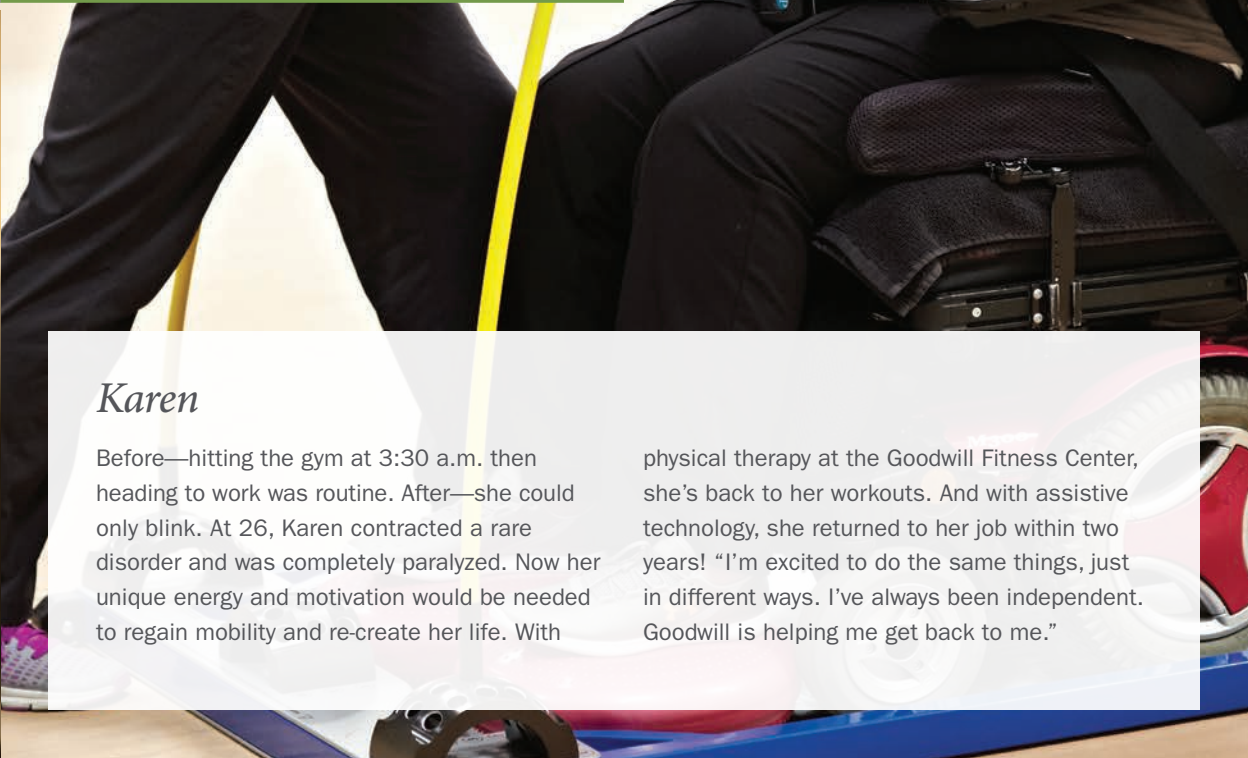 Karen
Before—hitting the gym at 3:30 a.m. then
heading to work was routine. After—she could
only blink. At 26, Karen contracted a rare
disorder and was completely paralyzed. Now her
unique energy and motivation would be needed
to regain mobility and re-create her life. With
physical therapy at the Goodwill Fitness Center,
she’s back to her workouts. And with assistive
technology, she returned to her job within two
years! “I’m excited to do the same things, just
in different ways. I’ve always been independent.
Goodwill is helping me get back to me.”